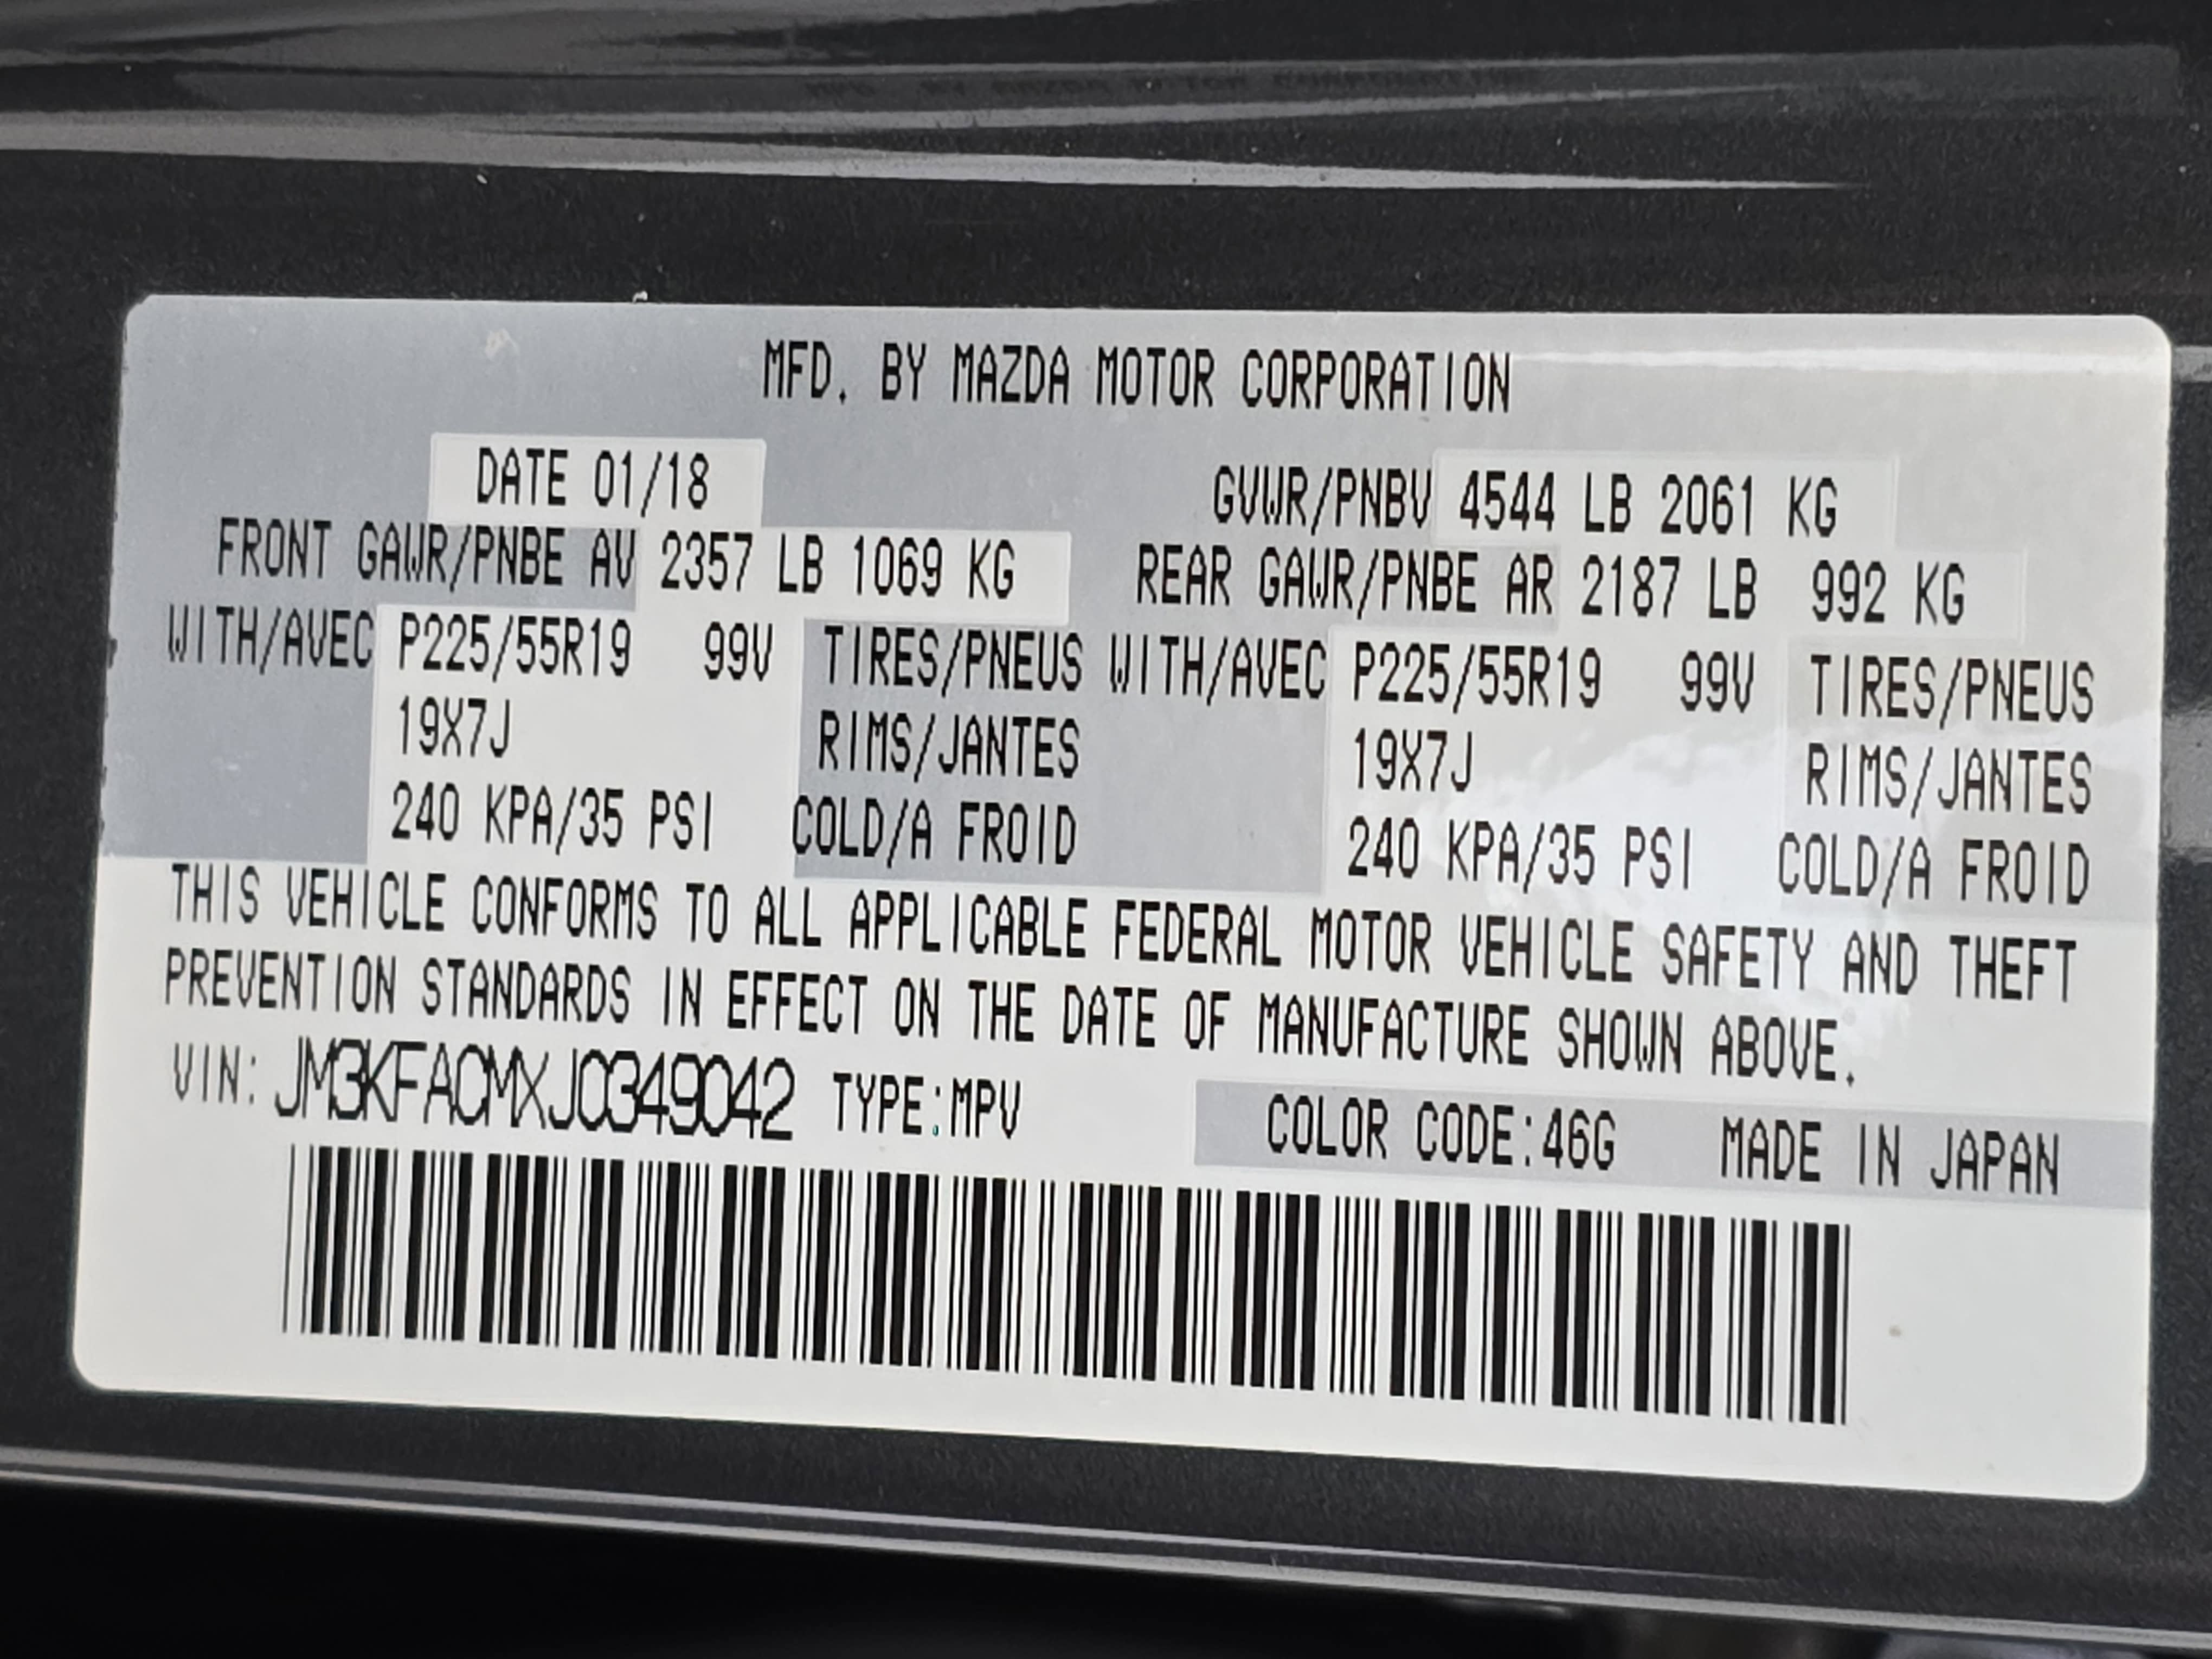 MFD. BY MAZDA MOTOR CORPORATION
DATE 01/18 GVWR/PNBV 4544 LB 2061 KG
FRONT GAWR/PNBE AV 2357 LB 1069 KG REAR GAWR/PNBE AR 2187 LB 992 KG
WITH/AVEC P225/55R19 99V TIRES/PNEUS WITH/AVEC P225/55R19 99V TIRES/PNEUS
19X7J RIMS/JANTES 19X7J RIMS/JANTES
240 KPA/35 PSI COLD/A FROID 240 KPA/35 PSI COLD/A FROID
THIS VEHICLE CONFORMS TO ALL APPLICABLE FEDERAL MOTOR VEHICLE SAFETY AND THEFT
PREVENTION STANDARDS IN EFFECT ON THE DATE OF MANUFACTURE SHOWN ABOVE.
VIN: JM3KFACMXJ0349042 TYPE:MPV COLOR CODE:46G MADE IN JAPAN